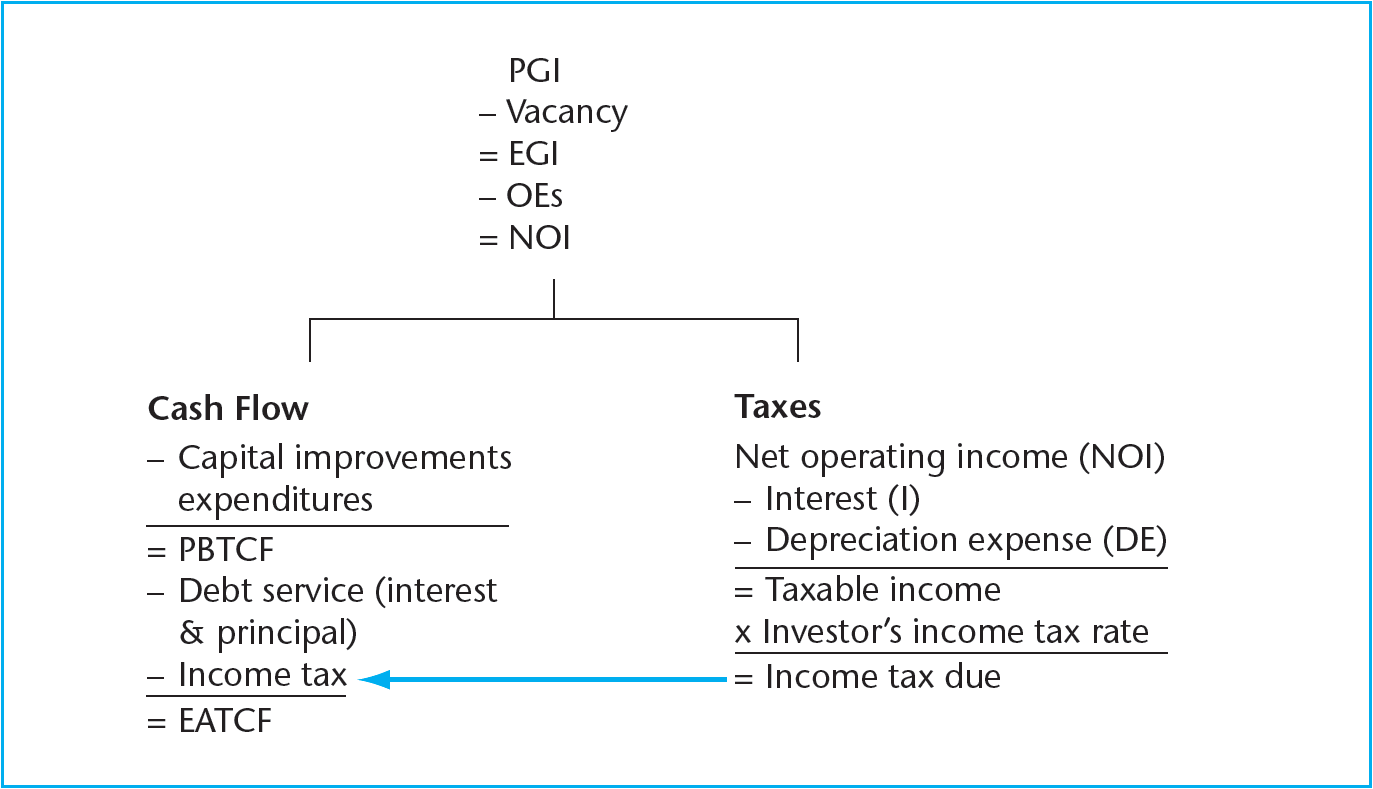 PGI
– Vacancy
= EGI
– OEs
= NOI
Cash Flow
– Capital improvements
expenditures
= PBTCF
– Debt service (interest
& principal)
– Income tax
= EATCF
Taxes
Net operating income (NOI)
– Interest (I)
– Depreciation expense (DE)
= Taxable income
x Investor’s income tax rate
= Income tax due